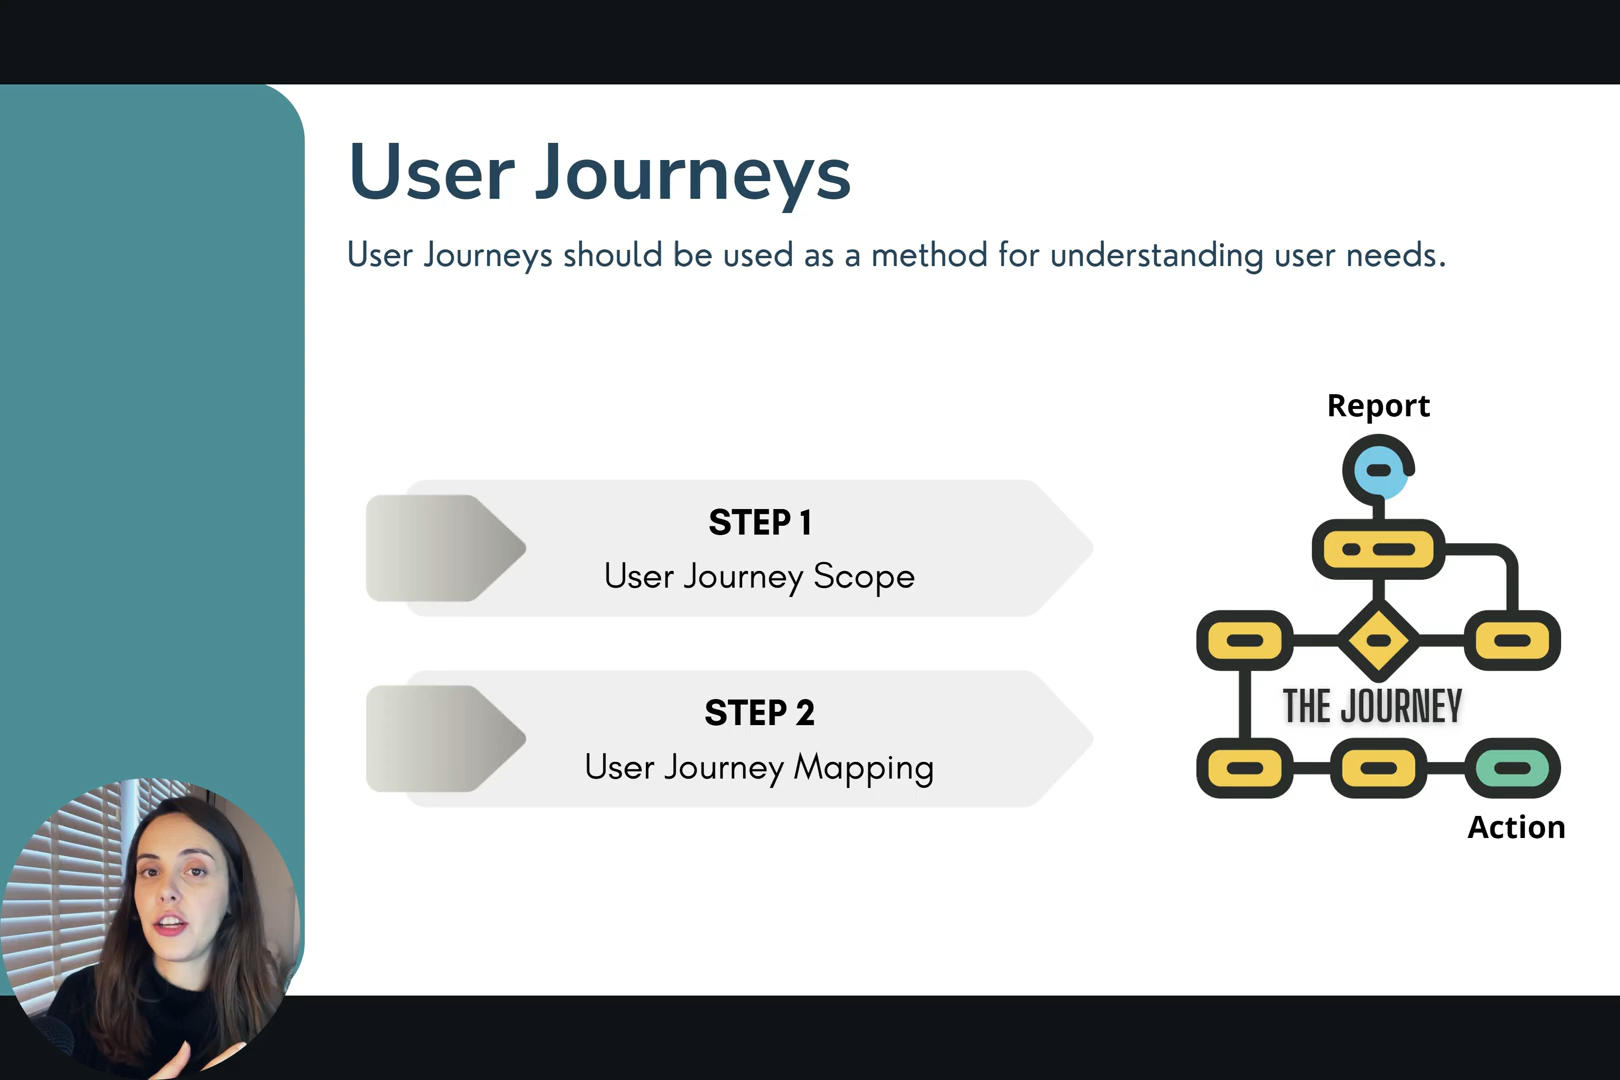 User Journeys
User Journeys should be used as a method for understanding user needs.
STEP 1
User Journey Scope
STEP 2
User Journey Mapping
Report
THE JOURNEY
Action